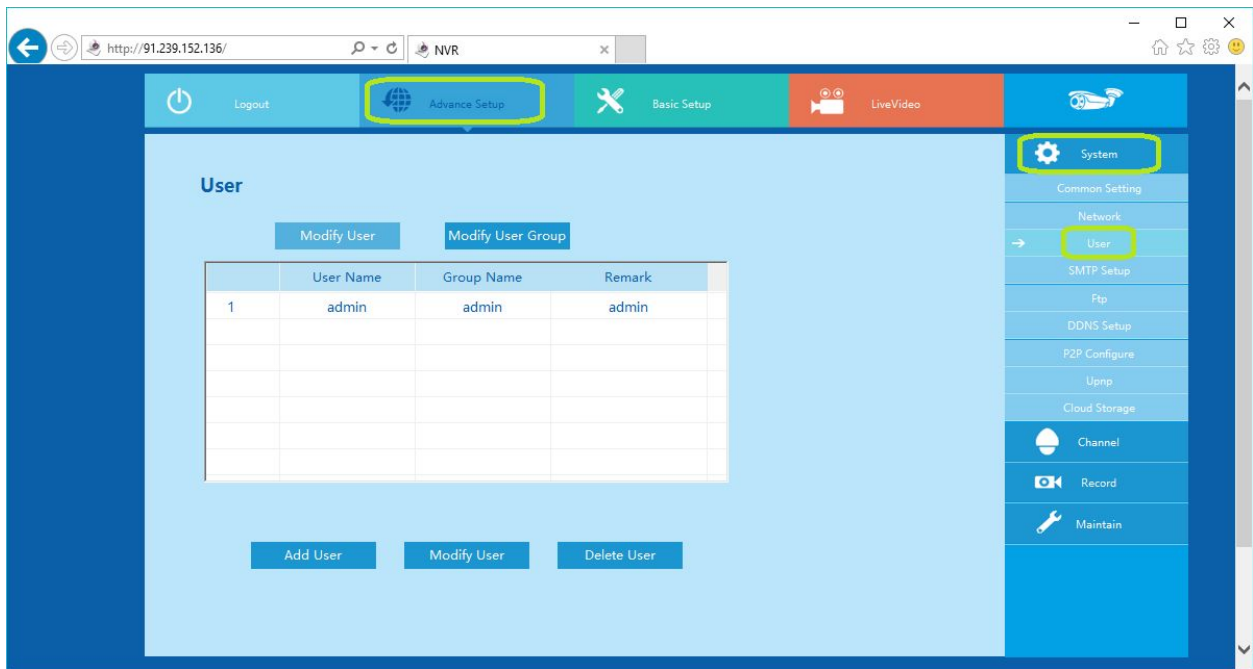 http://91.239.152.136/
NVR
Logout
Advance Setup
Basic Setup
LiveVideo
System
Common Setting
Network
User
SMTP Setup
Ftp
DDNS Setup
P2P Configure
Upnp
Cloud Storage
Channel
Record
Maintain
User
Modify User Modify User Group
User Name Group Name Remark
1 admin admin admin
Add User Modify User Delete User